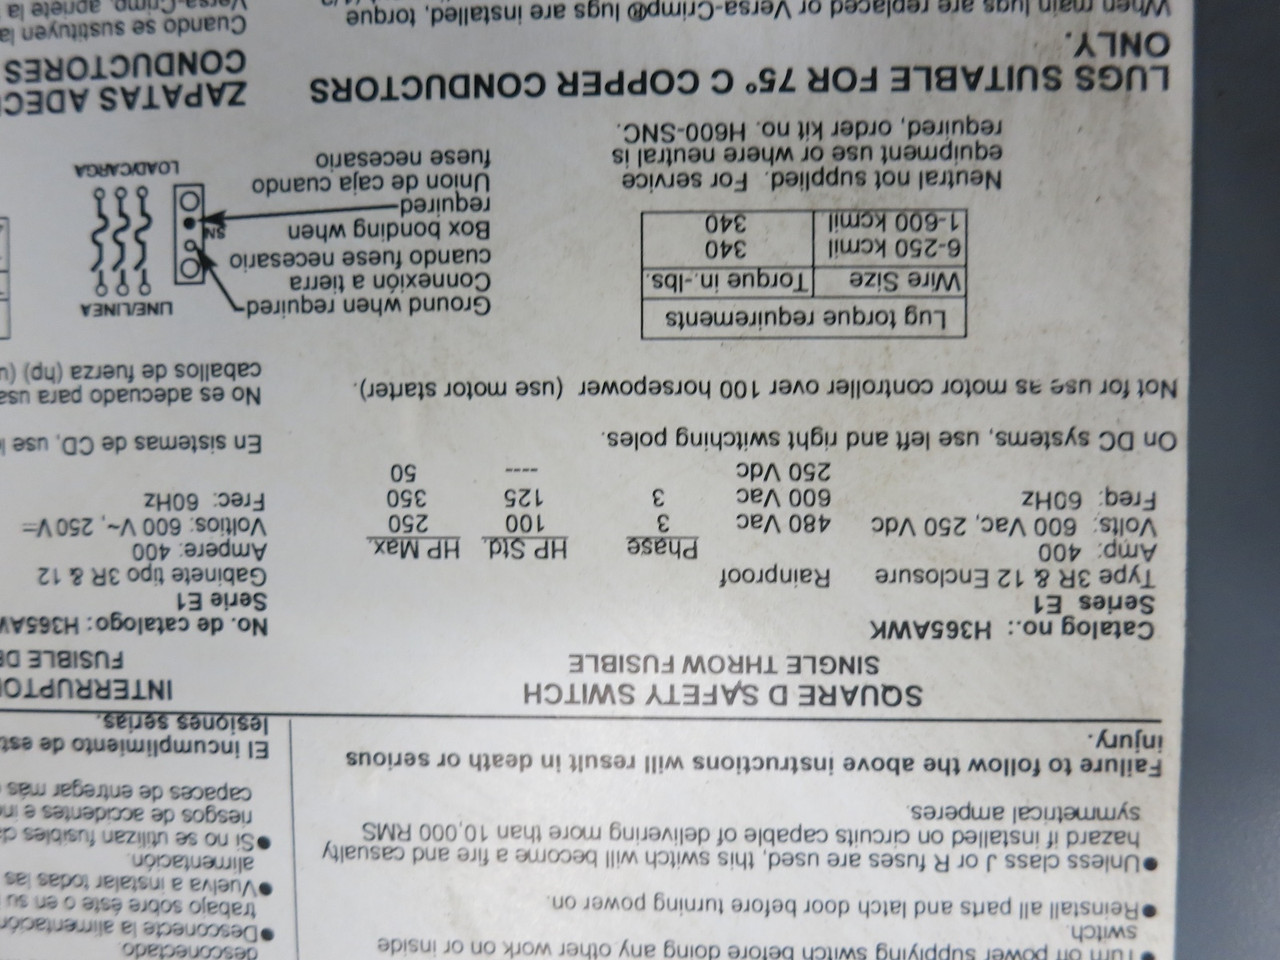 Turn off power supplying switch before doing any other work on or inside
switch.
●Reinstall all parts and latch door before turning power on.
●Unless class J or R fuses are used, this switch will become a fire and casualty
hazard if installed on circuits capable of delivering more than 10,000 RMS
symmetrical amperes.
Failure to follow the above instructions will result in death or serious
injury.
SQUARE D SAFETY SWITCH
SINGLE THROW FUSIBLE
Catalog no.: H365AWK
Series E1
Type 3R & 12 Enclosure Rainproof
Amp: 400 Phase HP Std. HP Max.
Volts: 600 Vac, 250 Vdc 480 Vac 3 100 250
Freq: 60Hz 600 Vac 3 125 350
250 Vdc ---- 50
On DC systems, use left and right switching poles.
Not for use as motor controller over 100 horsepower (use motor starter).
Lug torque requirements
Wire Size Torque in.-lbs.
6-250 kcmil 340
1-600 kcmil 340
Neutral not supplied. For service
equipment use or where neutral is
required, order kit no. H600-SNC.
Ground when required
Connexión a tierra
cuando fuese necesario
Box bonding when
required
Union de caja cuando
fuese necesario
LINE/LINEA
SN
LOAD/CARGA
LUGS SUITABLE FOR 75° C COPPER CONDUCTORS
ONLY.
When main lugs are replaced or Versa-Crimp® lugs are installed, torque
desconectado
●Desconecte la alimentación
trabajo sobre éste o en su
●Vuelva a instalar todas las
alimentación.
●Si no se utilizan fusibles
riesgos de accidentes e
capaces de entregar más
El incumplimiento de
lesiones serias.
INTERRUPTO
FUSIBLE
No. de catalogo: H365AW
Serie E1
Gabinete tipo 3R & 12
Ampere: 400
Voltios: 600 V~, 250V=
Frec: 60Hz
En sistemas de CD, use
No es adecuado para
caballos de fuerza (hp)
ZAPATAS
CONDUCTORES
Cuando se sustituyen
Versa-Crimp, apriete la